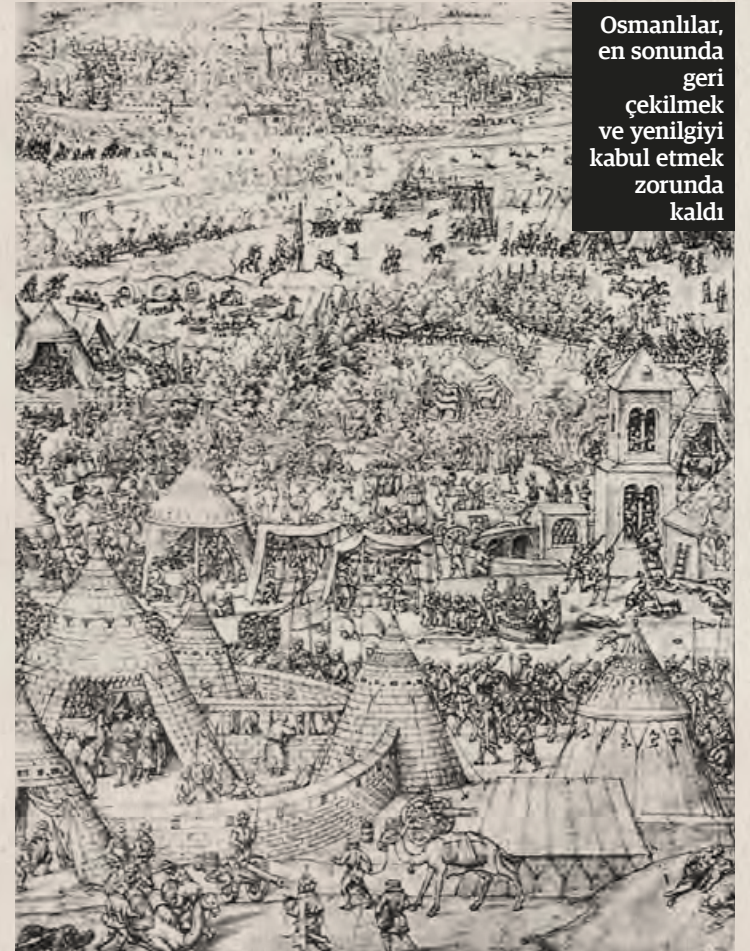 Osmanlılar,
en sonunda
geri
çekilmek
ve yenilgiyi
kabul etmek
zorunda
kaldı